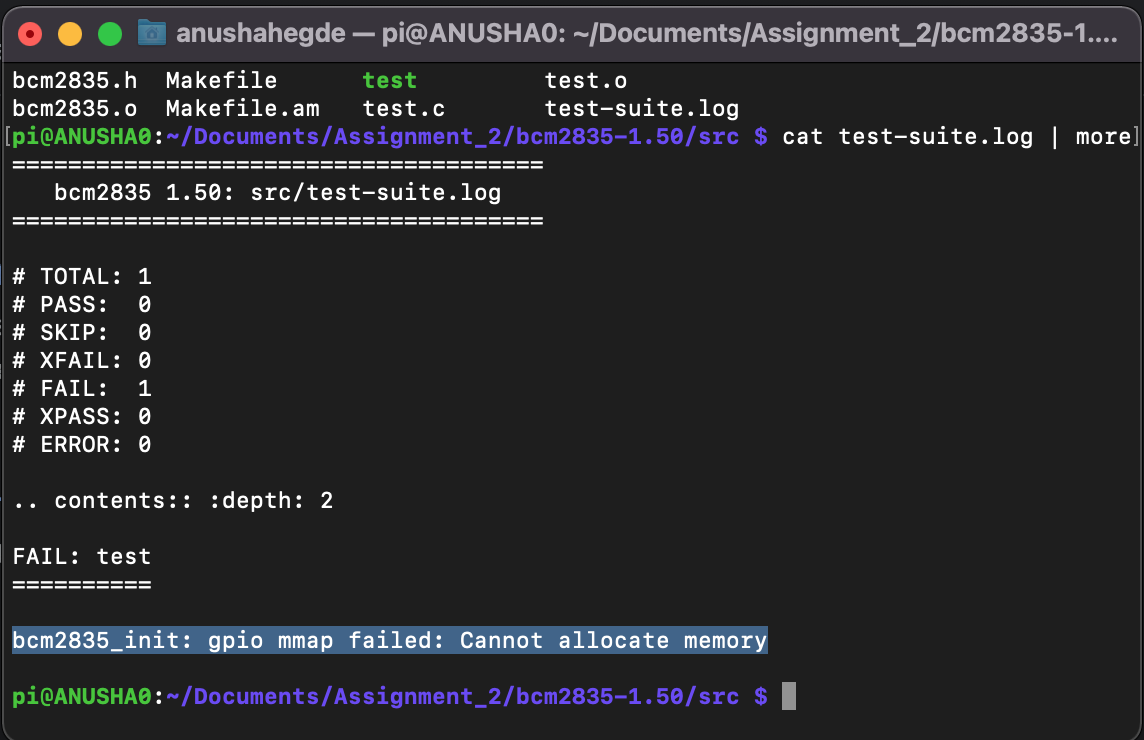 anushahegde — pi@ANUSHA0: ~/Documents/Assignment_2/bcm2835-1....
bcm2835.h  Makefile      test         test.o
bcm2835.o  Makefile.am   test.c       test-suite.log
[pi@ANUSHA0:~/Documents/Assignment_2/bcm2835-1.50/src $ cat test-suite.log | more]
======================================
   bcm2835 1.50: src/test-suite.log
======================================
# TOTAL: 1
# PASS:  0
# SKIP:  0
# XFAIL: 0
# FAIL:  1
# XPASS: 0
# ERROR: 0
.. contents:: :depth: 2
FAIL: test
==========
bcm2835_init: gpio mmap failed: Cannot allocate memory
pi@ANUSHA0:~/Documents/Assignment_2/bcm2835-1.50/src $